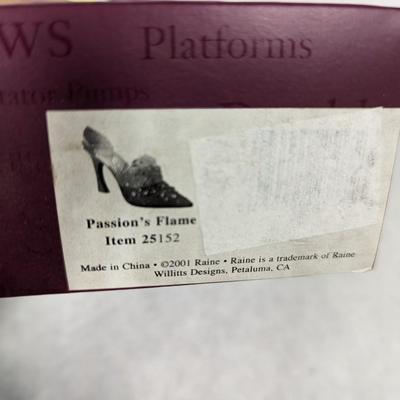 WS Platforms
Pumps
Passion's Flame
Item 25152
Made in China • ©2001 Raine • Raine is a trademark of Raine
Willitts Designs, Petaluma, CA